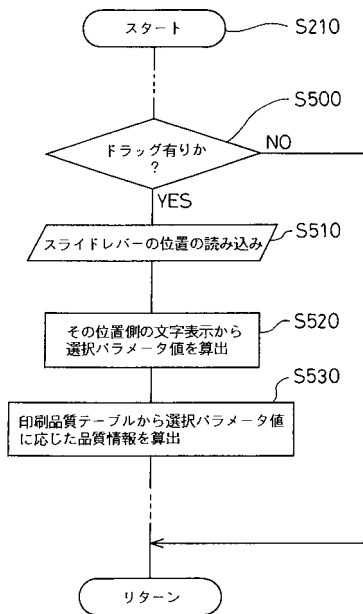 スタート
S210
S500
ドラッグ有りか
?
NO
YES
S510
スライドレバーの位置の読み込み
S520
その位置側の文字表示から
選択パラメータ値を算出
S530
印刷品質テーブルから選択パラメータ値
に応じた品質情報を算出
リターン